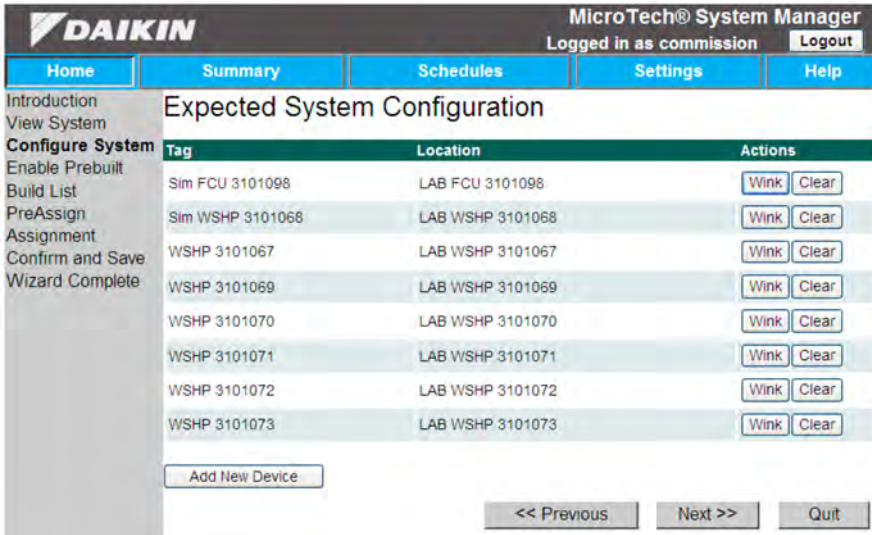 DAIKIN
MicroTech® System Manager
Logged in as commission Logout
Home Summary Schedules Settings Help
Introduction
View System
Configure System
Enable Prebuilt
Build List
PreAssign
Assignment
Confirm and Save
Wizard Complete
Expected System Configuration
Tag Location Actions
Sim FCU 3101098 LAB FCU 3101098 Wink Clear
Sim WSHP 3101068 LAB WSHP 3101068 Wink Clear
WSHP 3101067 LAB WSHP 3101067 Wink Clear
WSHP 3101069 LAB WSHP 3101069 Wink Clear
WSHP 3101070 LAB WSHP 3101070 Wink Clear
WSHP 3101071 LAB WSHP 3101071 Wink Clear
WSHP 3101072 LAB WSHP 3101072 Wink Clear
WSHP 3101073 LAB WSHP 3101073 Wink Clear
Add New Device
<< Previous Next >> Quit